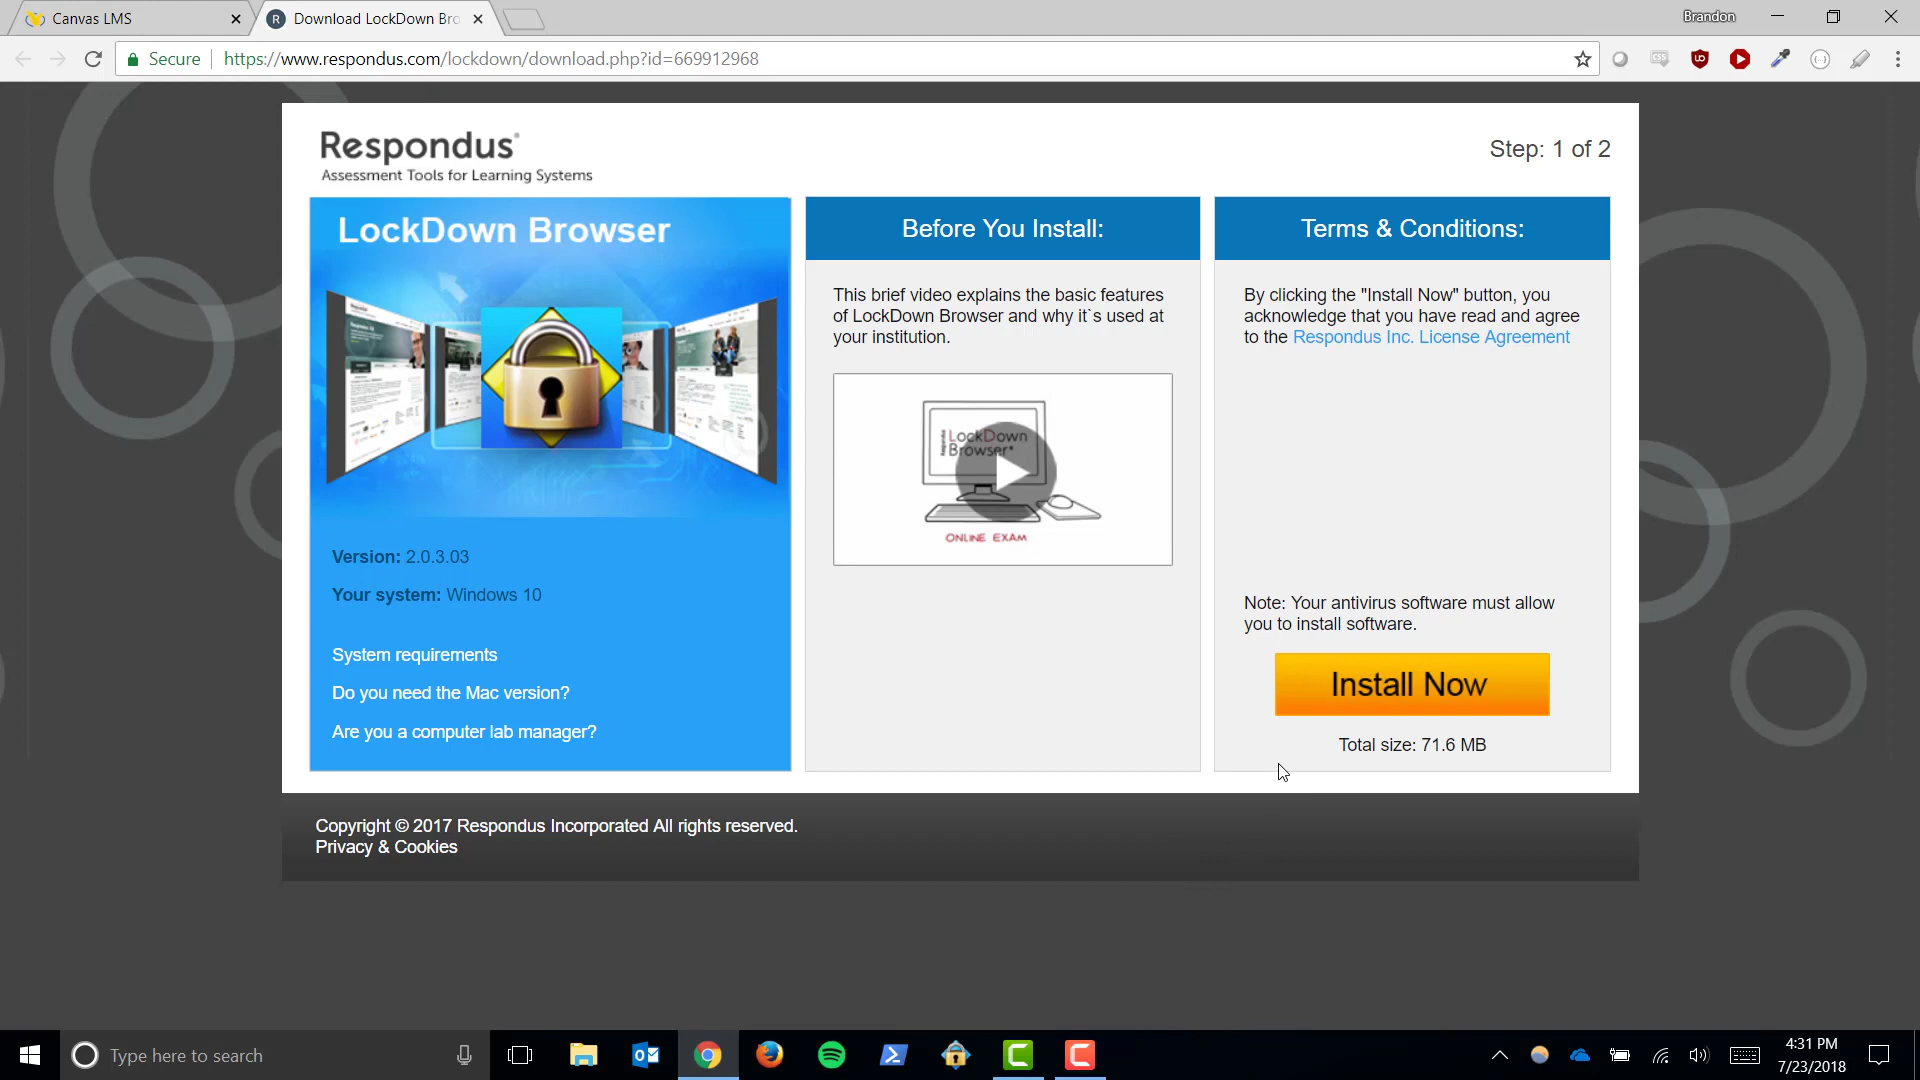 Canvas LMS
Download LockDown Bro
Brandon
Secure
https://www.respondus.com/lockdown/download.php?id=669912968
Respondus®
Assessment Tools for Learning Systems
Step: 1 of 2
LockDown Browser
Version: 2.0.3.03
Your system: Windows 10
System requirements
Do you need the Mac version?
Are you a computer lab manager?
Before You Install:
This brief video explains the basic features
of LockDown Browser and why it`s used at
your institution.
Respondus
LockDown
Browser
ONLINE EXAM
Terms & Conditions:
By clicking the "Install Now" button, you
acknowledge that you have read and agree
to the Respondus Inc. License Agreement
Note: Your antivirus software must allow
you to install software.
Install Now
Total size: 71.6 MB
Copyright © 2017 Respondus Incorporated All rights reserved.
Privacy & Cookies
Type here to search
4:31 PM
7/23/2018